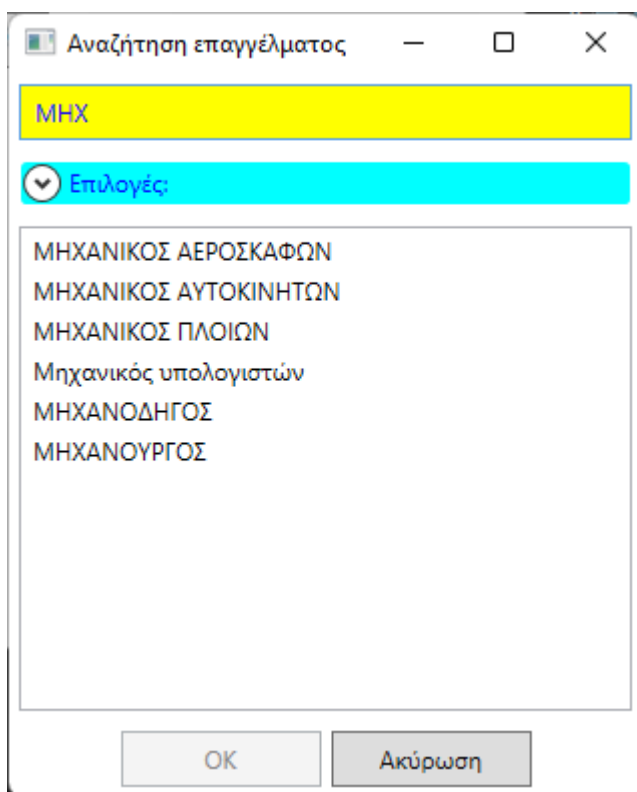 Αναζήτηση επαγγέλματος
ΜΗΧ
Επιλογές:
ΜΗΧΑΝΙΚΟΣ ΑΕΡΟΣΚΑΦΩΝ
ΜΗΧΑΝΙΚΟΣ ΑΥΤΟΚΙΝΗΤΩΝ
ΜΗΧΑΝΙΚΟΣ ΠΛΟΙΩΝ
Μηχανικός υπολογιστών
ΜΗΧΑΝΟΔΗΓΟΣ
ΜΗΧΑΝΟΥΡΓΟΣ
OK Ακύρωση